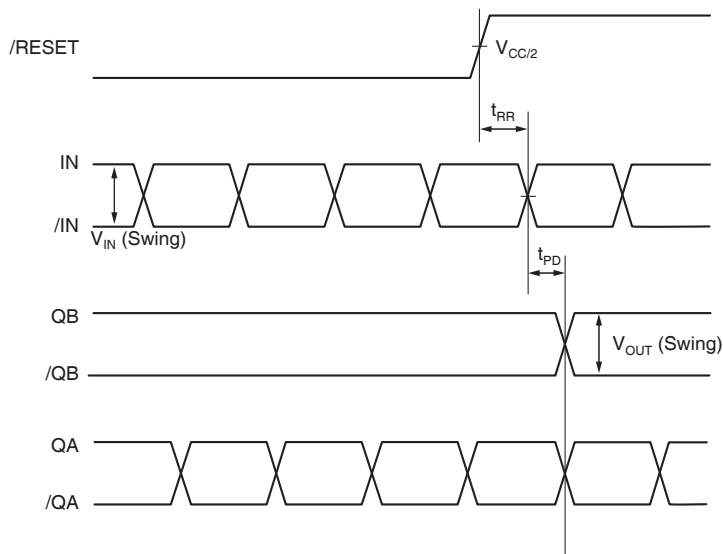 /RESET
VCC/2
tRR
IN
/IN
VIN (Swing)
tPD
QB
/QB
VOUT (Swing)
QA
/QA